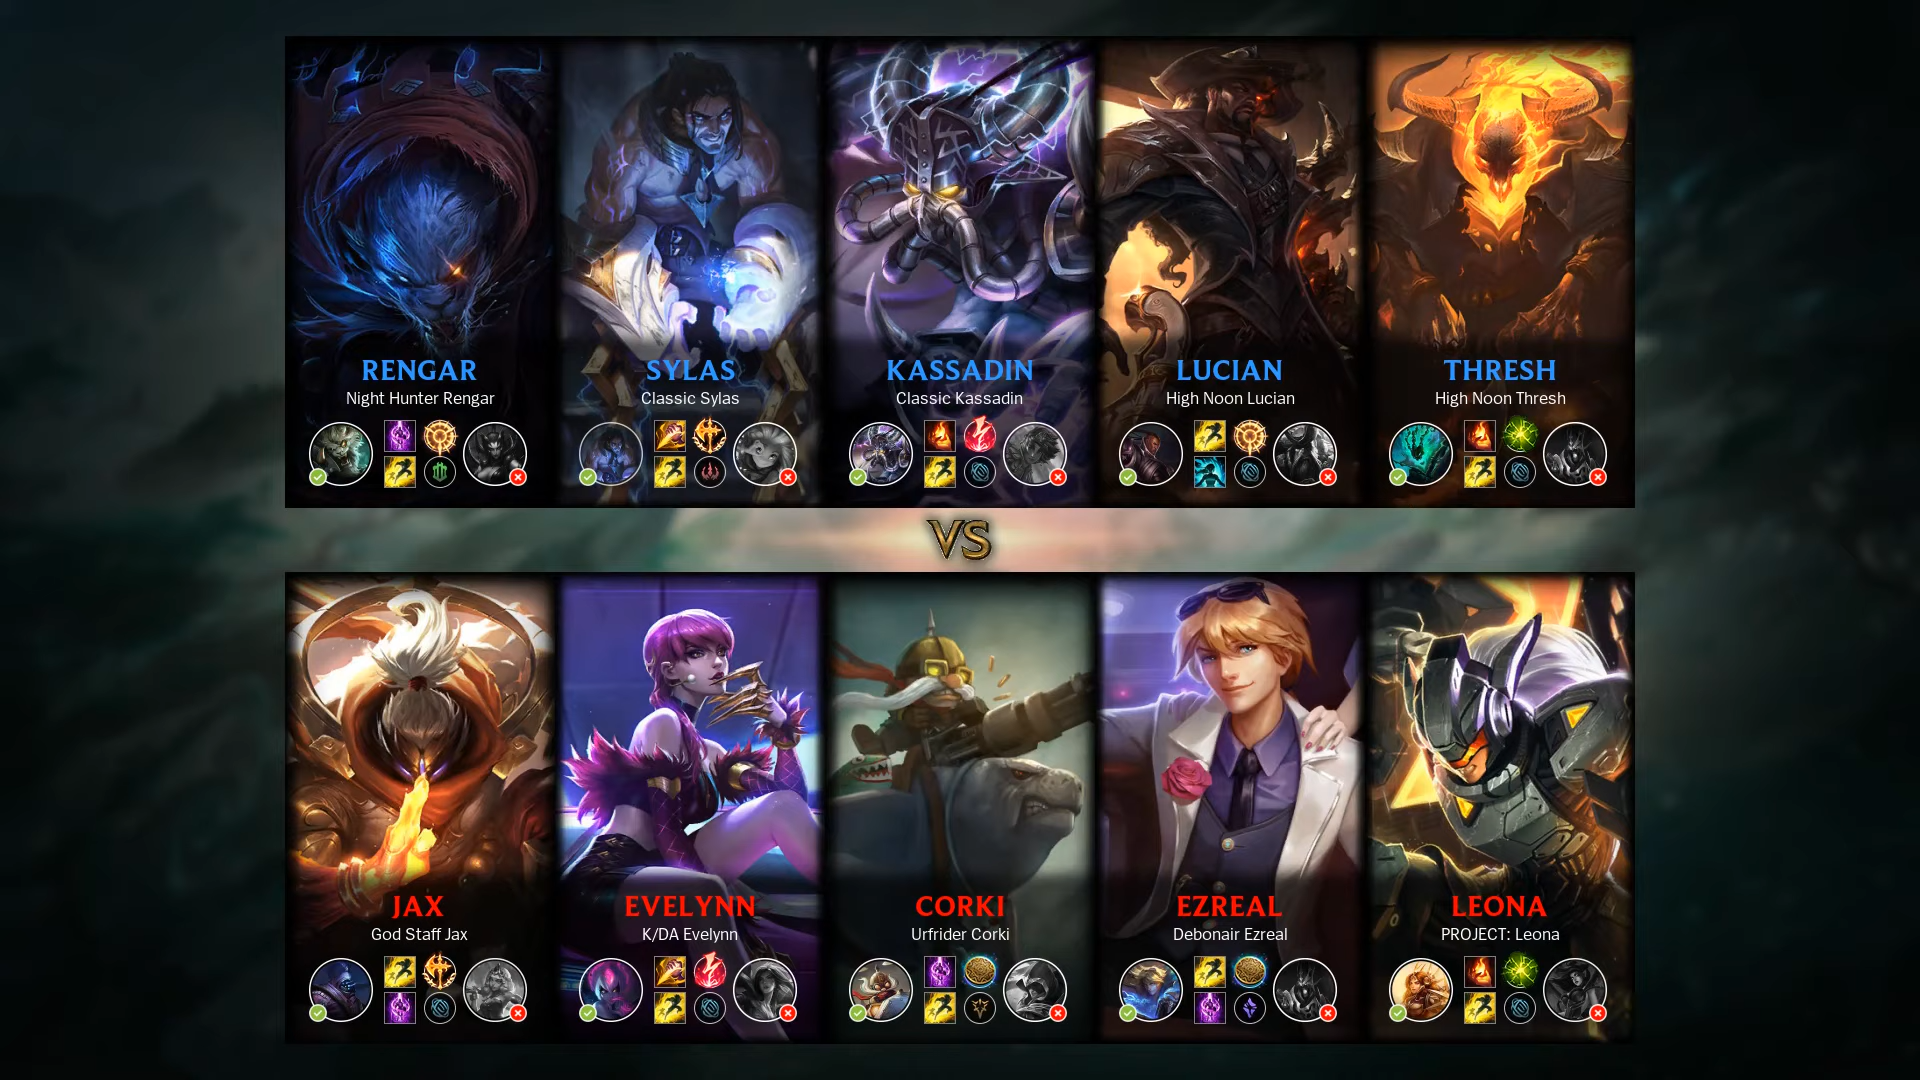 RENGAR
Night Hunter Rengar
SYLAS
Classic Sylas
KASSADIN
Classic Kassadin
LUCIAN
High Noon Lucian
THRESH
High Noon Thresh
VS
JAX
God Staff Jax
EVELYNN
K/DA Evelynn
CORKI
Urfrider Corki
EZREAL
Debonair Ezreal
LEONA
PROJECT: Leona